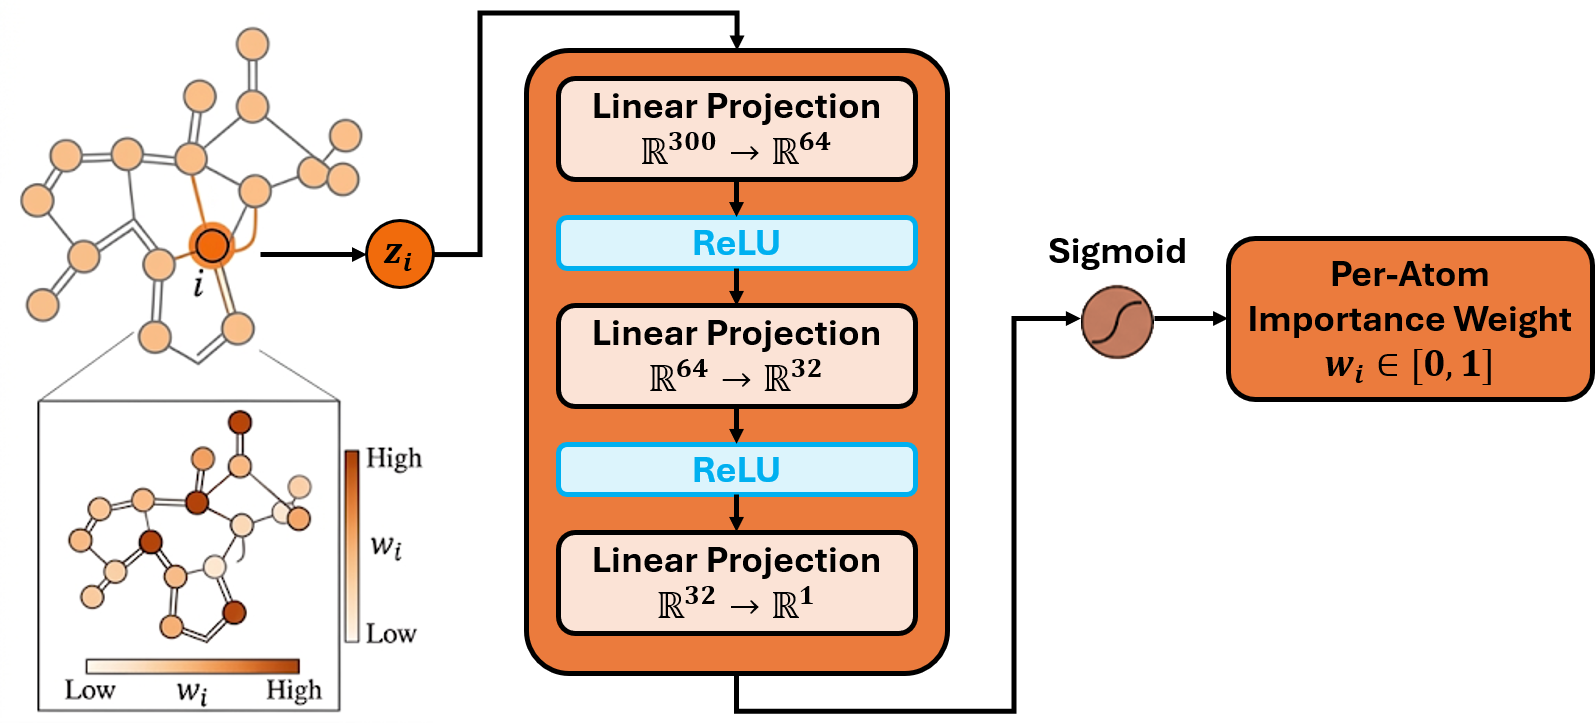 i
z_i
Linear Projection
ℝ^300 → ℝ^64
ReLU
Linear Projection
ℝ^64 → ℝ^32
ReLU
Linear Projection
ℝ^32 → ℝ^1
Sigmoid
Per-Atom
Importance Weight
w_i ∈ [0, 1]
High
w_i
Low
Low w_i High